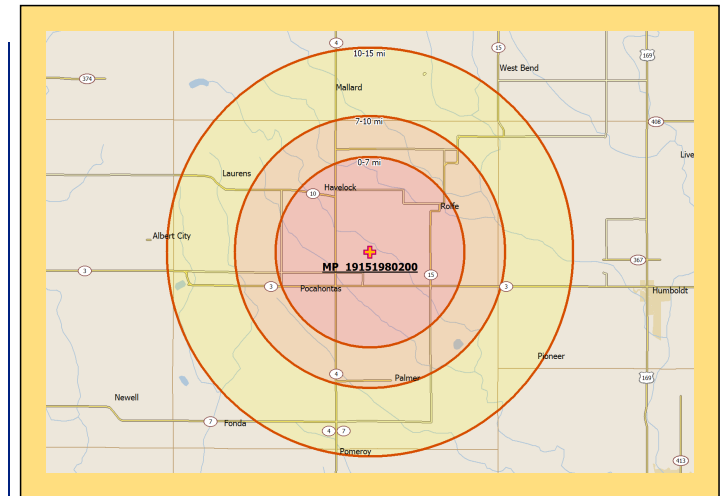 4
15
10-15 mi
169
West Bend
374
Mallard
7-10 mi
408
Live
0-7 mi
Laurens
Havelock
10
Rolfe
Albert City
367
MP 19151980200
3
15
3
Pocahontas
3
Humboldt
Pioneer
4
Palmer
169
Newell
7
Fonda
4
7
Pomeroy
413